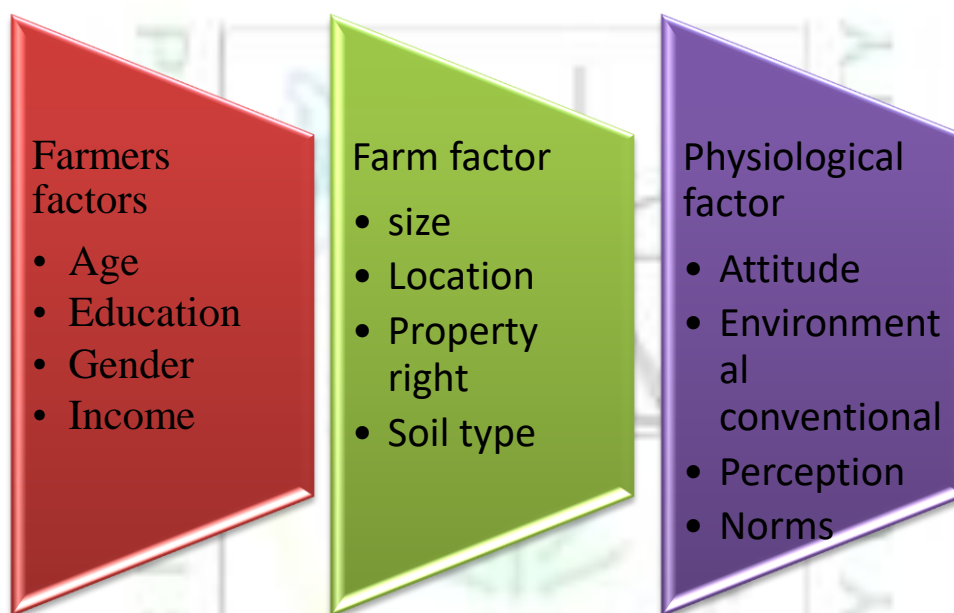 Farmers
factors
• Age
• Education
• Gender
• Income
Farm factor
• size
• Location
• Property
right
• Soil type
Physiological
factor
• Attitude
• Environment
al
conventional
• Perception
• Norms